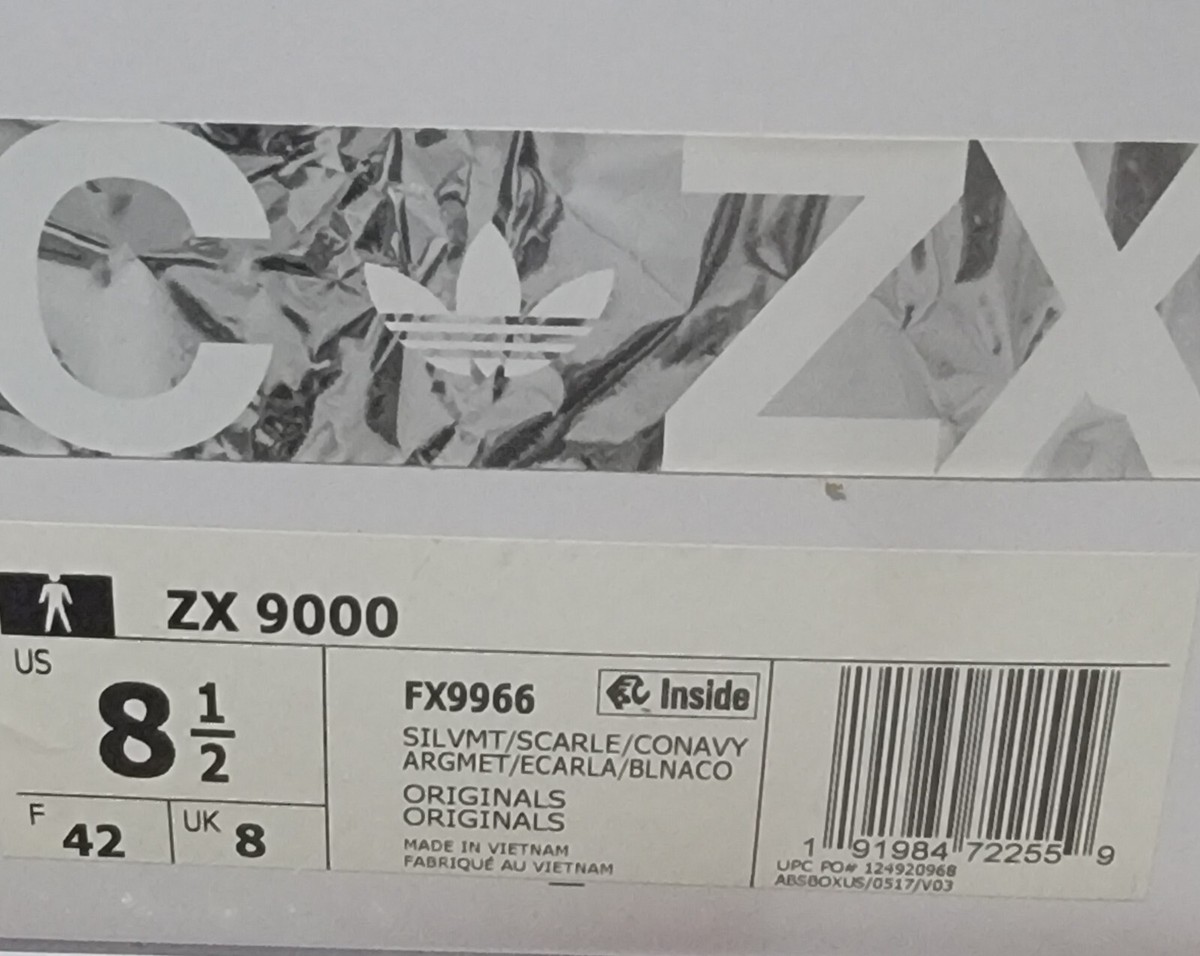 C ZX
ZX 9000
US
8 1/2
F 42
UK 8
FX9966
Inside
SILVMT/SCARLE/CONAVY
ARGMET/ECARLA/BLNACO
ORIGINALS
ORIGINALS
MADE IN VIETNAM
FABRIQUÉ AU VIETNAM
1 91984 72255 9
UPC PO# 124920968
ABSBOXUS/0517/V03